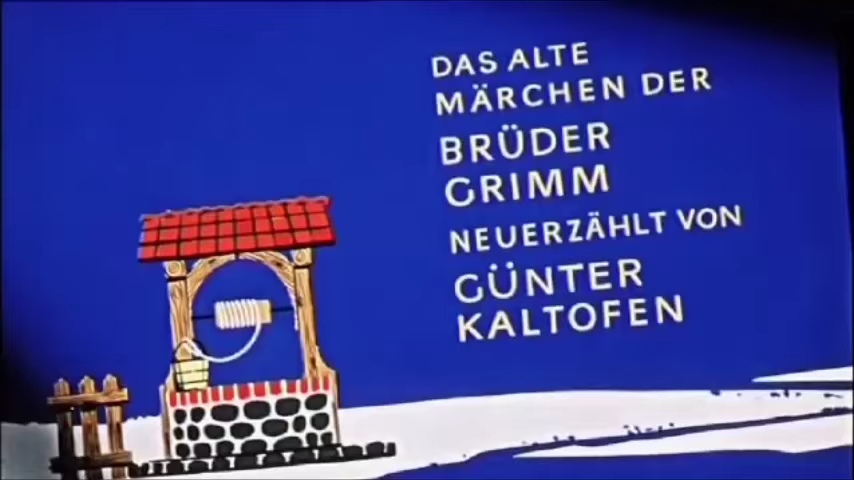 DAS ALTE
MÄRCHEN DER
BRÜDER
GRIMM
NEUERZÄHLT VON
GÜNTER
KALTOFEN